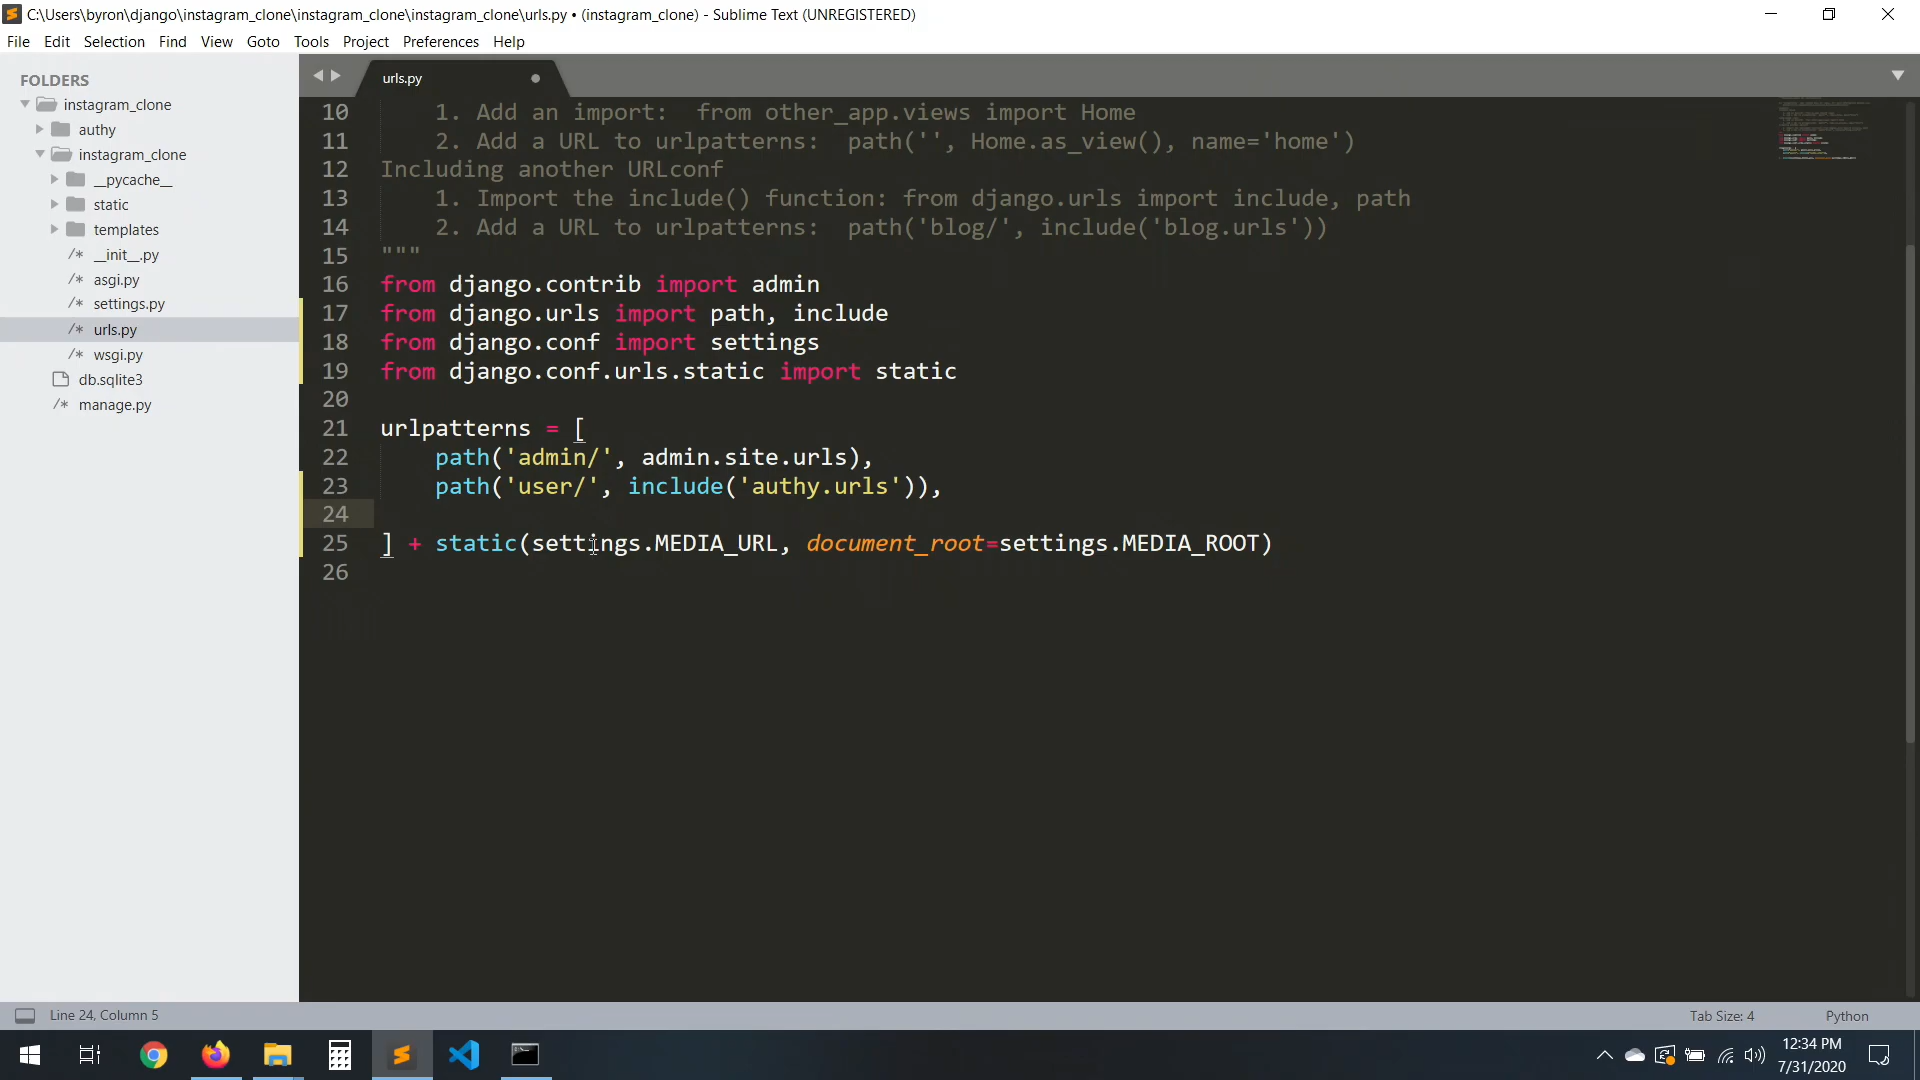 C:\Users\byron\django\instagram_clone\instagram_clone\instagram_clone\urls.py • (instagram_clone) - Sublime Text (UNREGISTERED)
File Edit Selection Find View Goto Tools Project Preferences Help
FOLDERS
instagram_clone
authy
instagram_clone
__pycache__
static
templates
/* __init__.py
/* asgi.py
/* settings.py
/* urls.py
/* wsgi.py
db.sqlite3
/* manage.py
urls.py
10 1. Add an import:  from other_app.views import Home
11 2. Add a URL to urlpatterns:  path('', Home.as_view(), name='home')
12 Including another URLconf
13 1. Import the include() function: from django.urls import include, path
14 2. Add a URL to urlpatterns:  path('blog/', include('blog.urls'))
15 """
16 from django.contrib import admin
17 from django.urls import path, include
18 from django.conf import settings
19 from django.conf.urls.static import static
20
21 urlpatterns = [
22 path('admin/', admin.site.urls),
23 path('user/', include('authy.urls')),
24
25 ] + static(settings.MEDIA_URL, document_root=settings.MEDIA_ROOT)
26
Line 24, Column 5
Tab Size: 4
Python
12:34 PM
7/31/2020